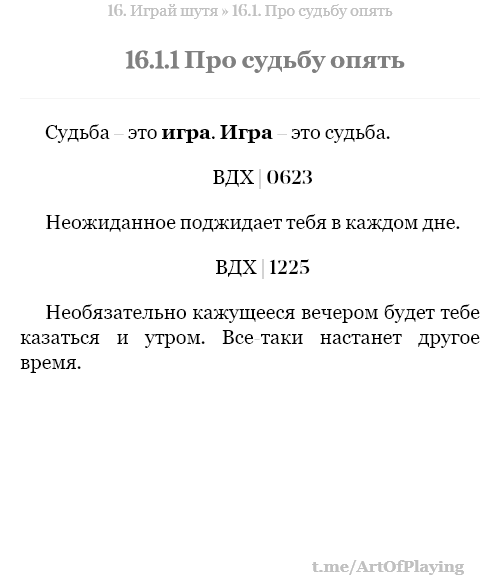 16. Играй шутя » 16.1. Про судьбу опять
16.1.1 Про судьбу опять
Судьба – это игра. Игра – это судьба.
ВДХ | 0623
Неожиданное поджидает тебя в каждом дне.
ВДХ | 1225
Необязательно кажущееся вечером будет тебе
казаться и утром. Все-таки настанет другое
время.
t.me/ArtOfPlaying